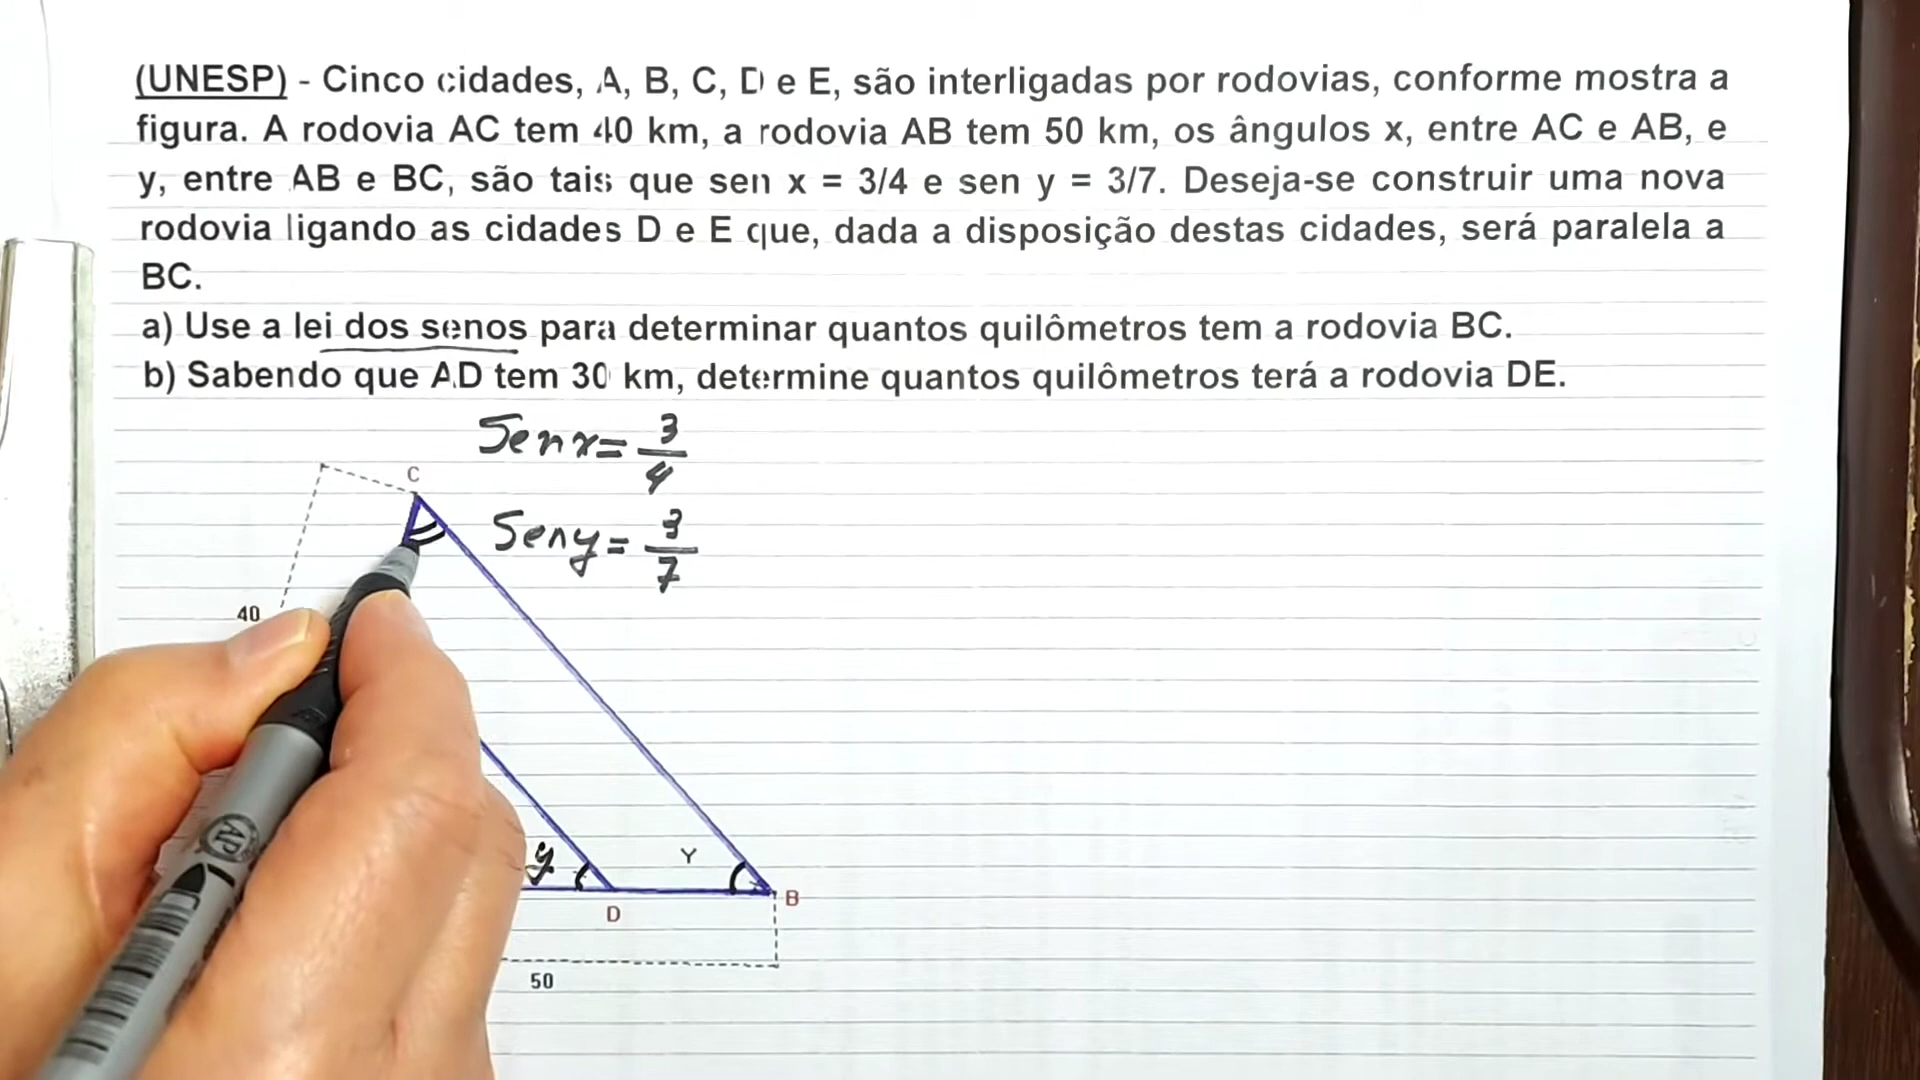 (UNESP) - Cinco cidades, A, B, C, D e E, são interligadas por rodovias, conforme mostra a
figura. A rodovia AC tem 40 km, a rodovia AB tem 50 km, os ângulos x, entre AC e AB, e
y, entre AB e BC, são tais que sen x = 3/4 e sen y = 3/7. Deseja-se construir uma nova
rodovia ligando as cidades D e E que, dada a disposição destas cidades, será paralela a
BC.
a) Use a lei dos senos para determinar quantos quilômetros tem a rodovia BC.
b) Sabendo que AD tem 30 km, determine quantos quilômetros terá a rodovia DE.
Sen x = 3/4
C
Sen y = 3/7
40
y
Y
B
D
50
AP